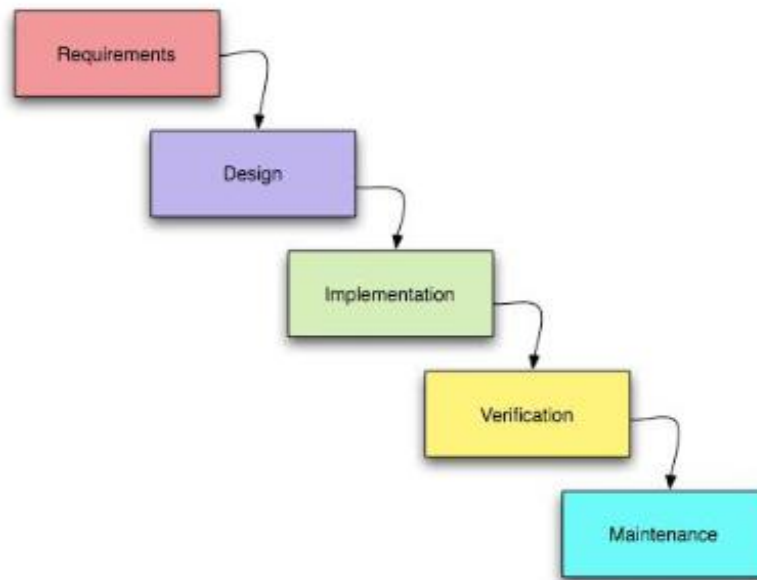 Requirements
Design
Implementation
Verification
Maintenance